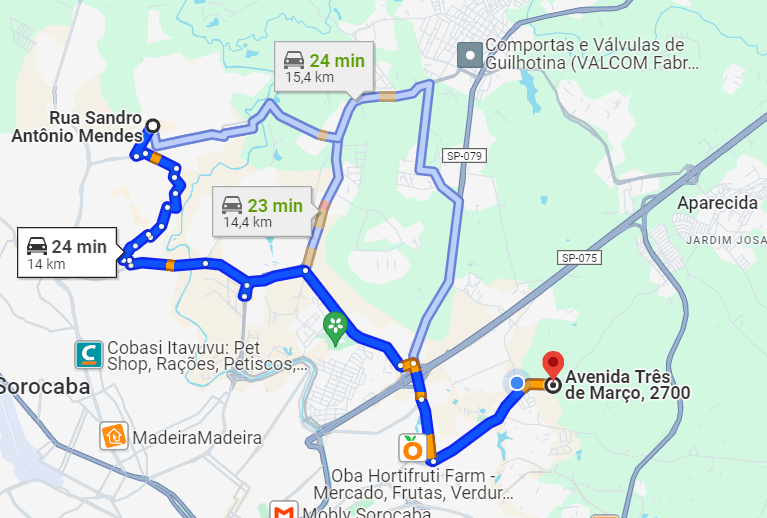 24 min
15,4 km
Comportas e Válvulas de
Guilhotina (VALCOM Fabr...
Rua Sandro
Antônio Mendes
SP-079
23 min
14,4 km
Aparecida
JARDIM JOSA
24 min
14 km
SP-075
Cobasi Itavuvu: Pet
Shop, Rações, Petiscos,...
Sorocaba
Avenida Três
de Março, 2700
MadeiraMadeira
Oba Hortifruti Farm -
Mercado, Frutas, Verdur...
Mobly Sorocaba